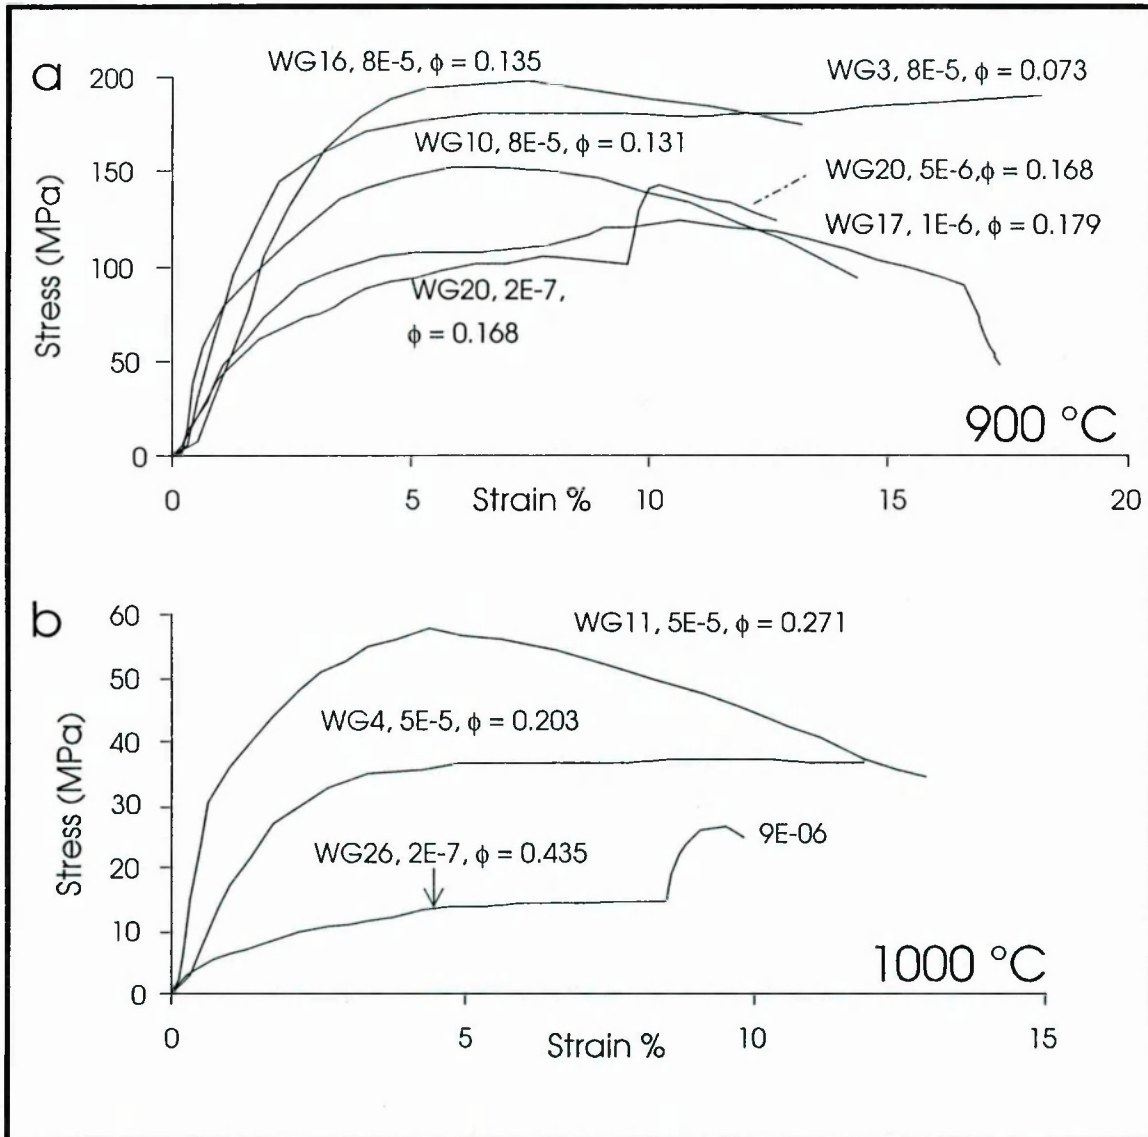 a
WG16, 8E-5, ϕ = 0.135
WG3, 8E-5, ϕ = 0.073
WG10, 8E-5, ϕ = 0.131
WG20, 5E-6,ϕ = 0.168
WG17, 1E-6, ϕ = 0.179
WG20, 2E-7,
ϕ = 0.168
900 °C
Stress (MPa)
200
150
100
50
0
0 5 Strain % 10 15 20
b
WG11, 5E-5, ϕ = 0.271
WG4, 5E-5, ϕ = 0.203
WG26, 2E-7, ϕ = 0.435
9E-06
1000 °C
Stress (MPa)
60
50
40
30
20
10
0
0 5 Strain % 10 15